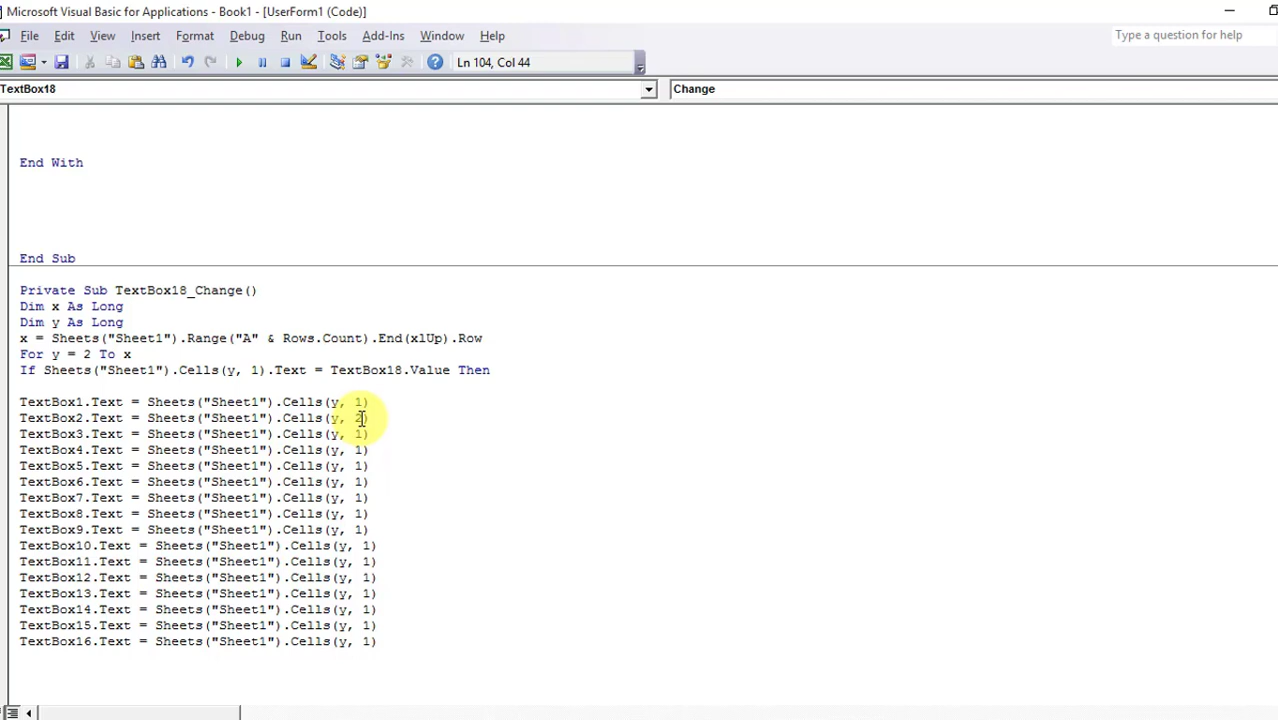 Microsoft Visual Basic for Applications - Book1 - [UserForm1 (Code)]
File Edit View Insert Format Debug Run Tools Add-Ins Window Help
Type a question for help
Ln 104, Col 44
TextBox18
Change
End With
End Sub
Private Sub TextBox18_Change()
Dim x As Long
Dim y As Long
x = Sheets("Sheet1").Range("A" & Rows.Count).End(xlUp).Row
For y = 2 To x
If Sheets("Sheet1").Cells(y, 1).Text = TextBox18.Value Then
TextBox1.Text = Sheets("Sheet1").Cells(y, 1)
TextBox2.Text = Sheets("Sheet1").Cells(y, 2)
TextBox3.Text = Sheets("Sheet1").Cells(y, 1)
TextBox4.Text = Sheets("Sheet1").Cells(y, 1)
TextBox5.Text = Sheets("Sheet1").Cells(y, 1)
TextBox6.Text = Sheets("Sheet1").Cells(y, 1)
TextBox7.Text = Sheets("Sheet1").Cells(y, 1)
TextBox8.Text = Sheets("Sheet1").Cells(y, 1)
TextBox9.Text = Sheets("Sheet1").Cells(y, 1)
TextBox10.Text = Sheets("Sheet1").Cells(y, 1)
TextBox11.Text = Sheets("Sheet1").Cells(y, 1)
TextBox12.Text = Sheets("Sheet1").Cells(y, 1)
TextBox13.Text = Sheets("Sheet1").Cells(y, 1)
TextBox14.Text = Sheets("Sheet1").Cells(y, 1)
TextBox15.Text = Sheets("Sheet1").Cells(y, 1)
TextBox16.Text = Sheets("Sheet1").Cells(y, 1)